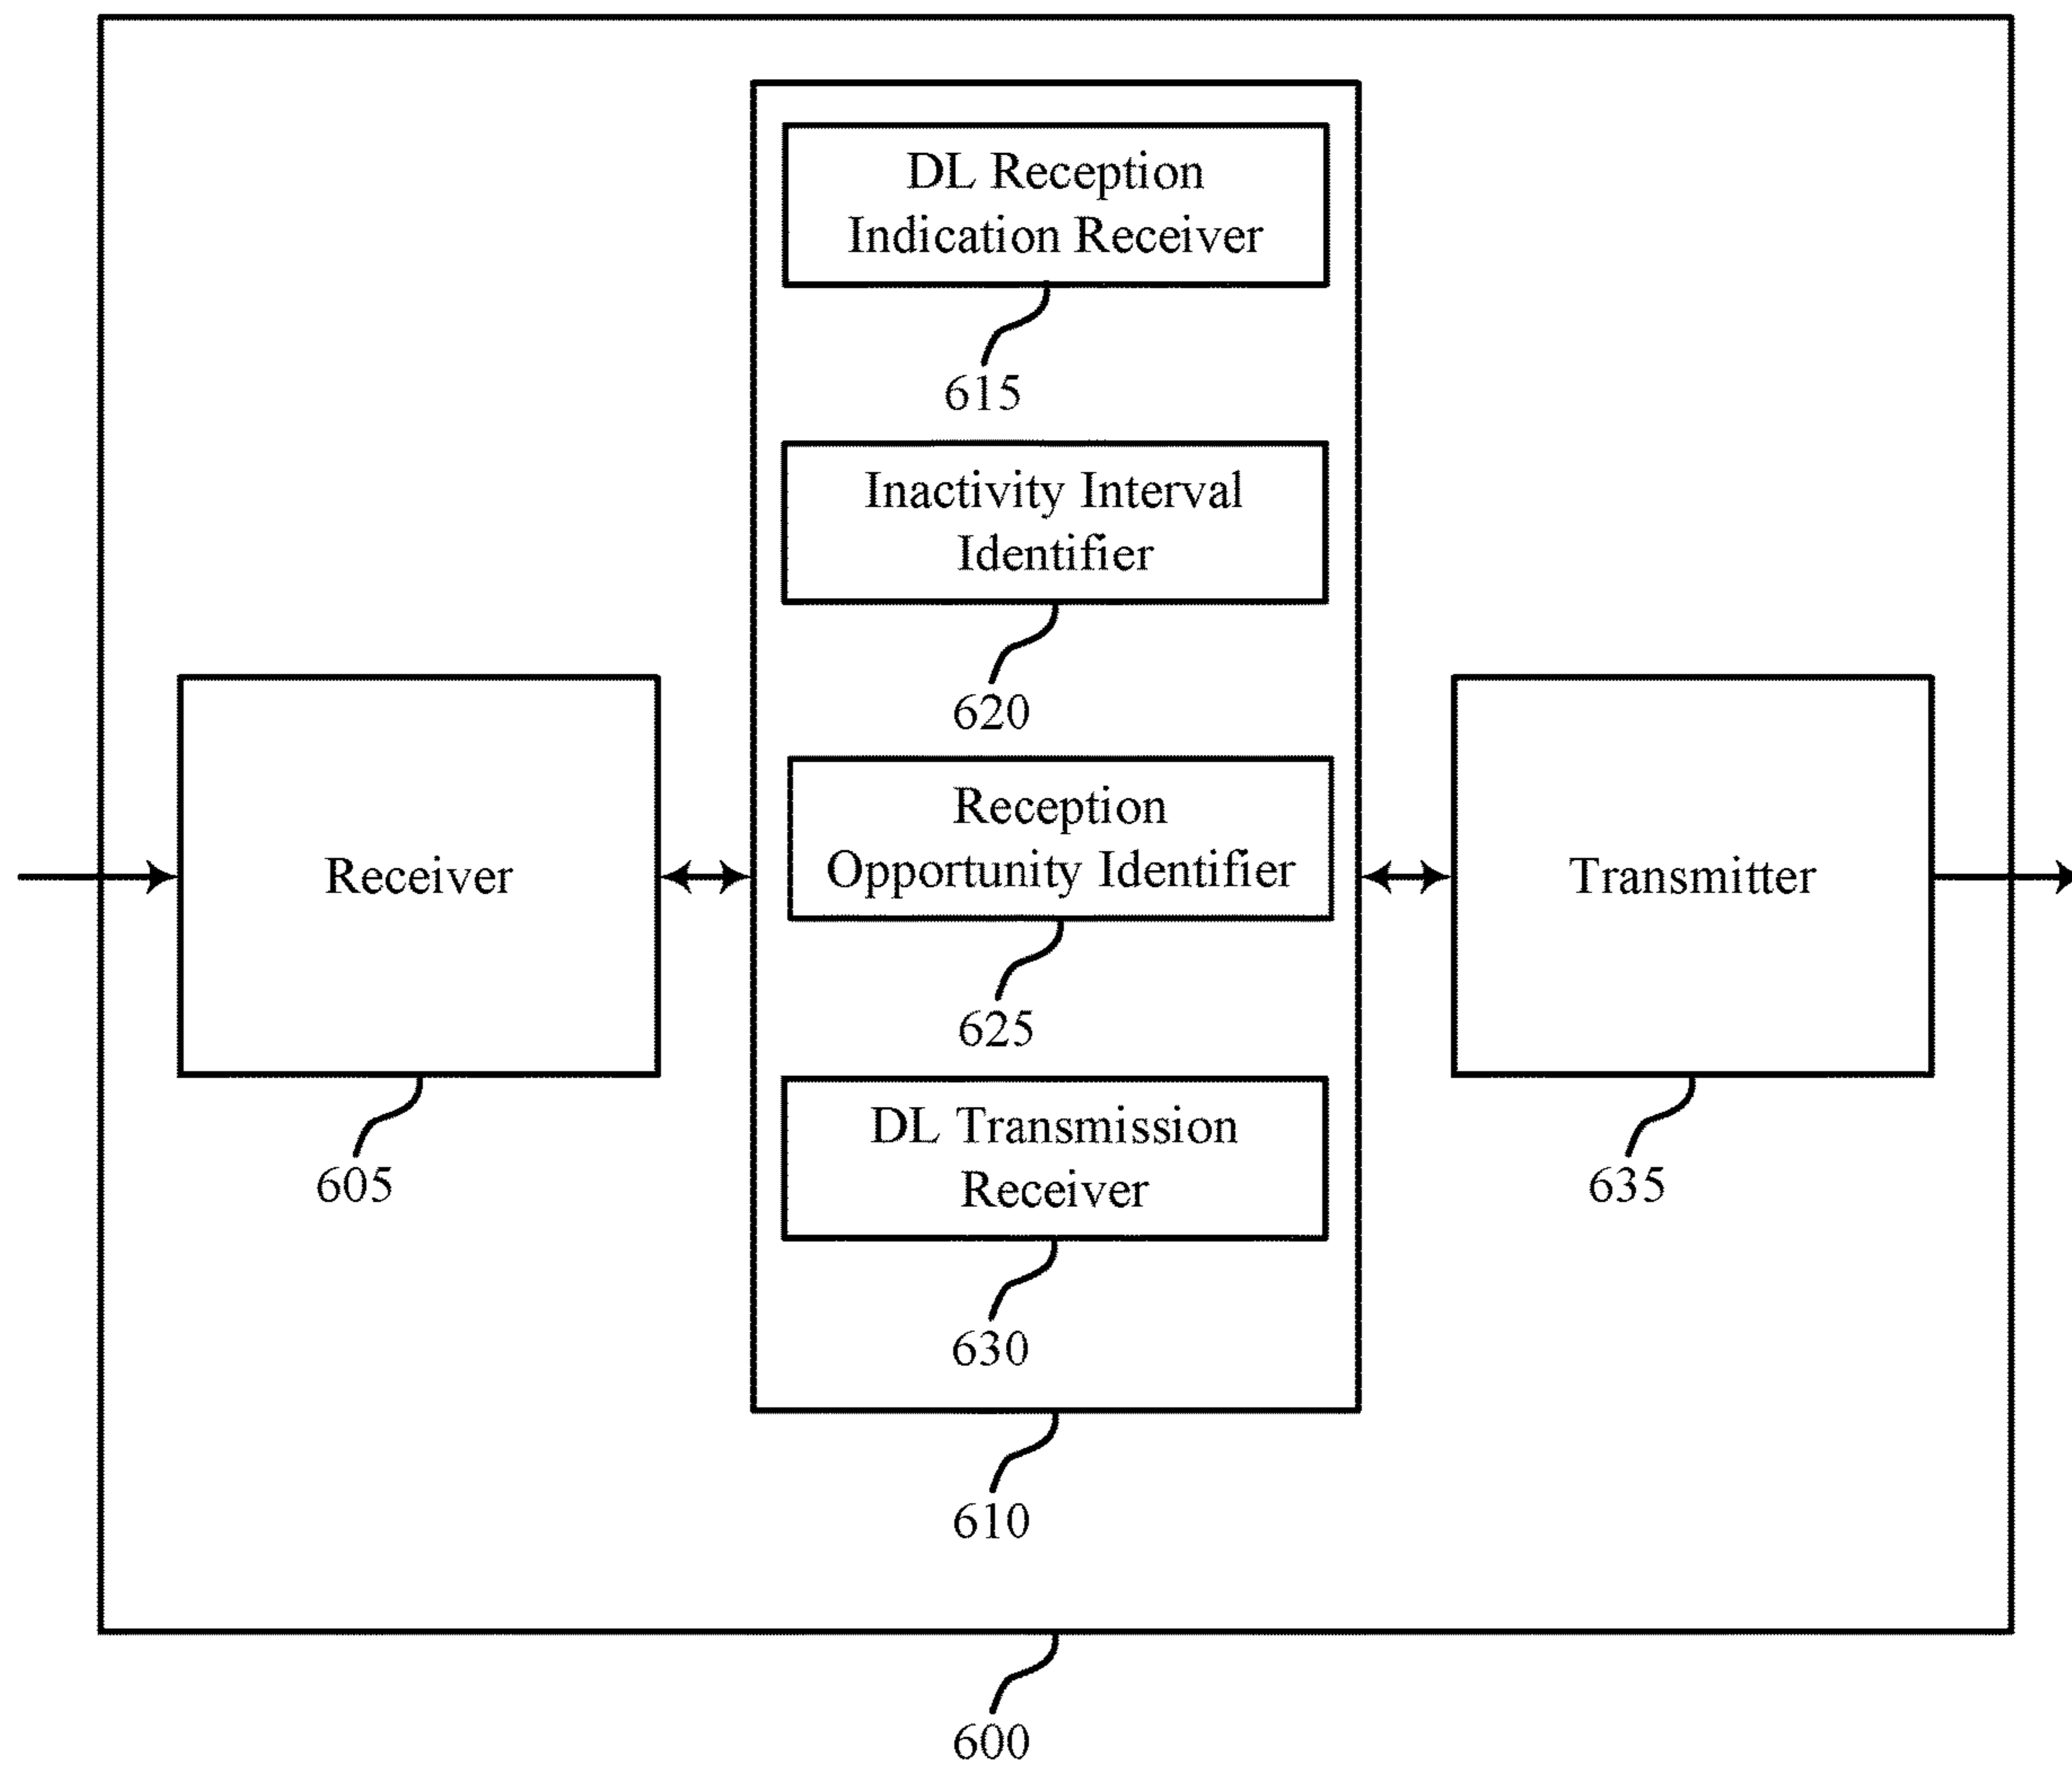 DL Reception
Indication Receiver
615
Inactivity Interval
Identifier
620
Reception
Opportunity Identifier
625
DL Transmission
Receiver
630
610
Receiver
605
Transmitter
635
600